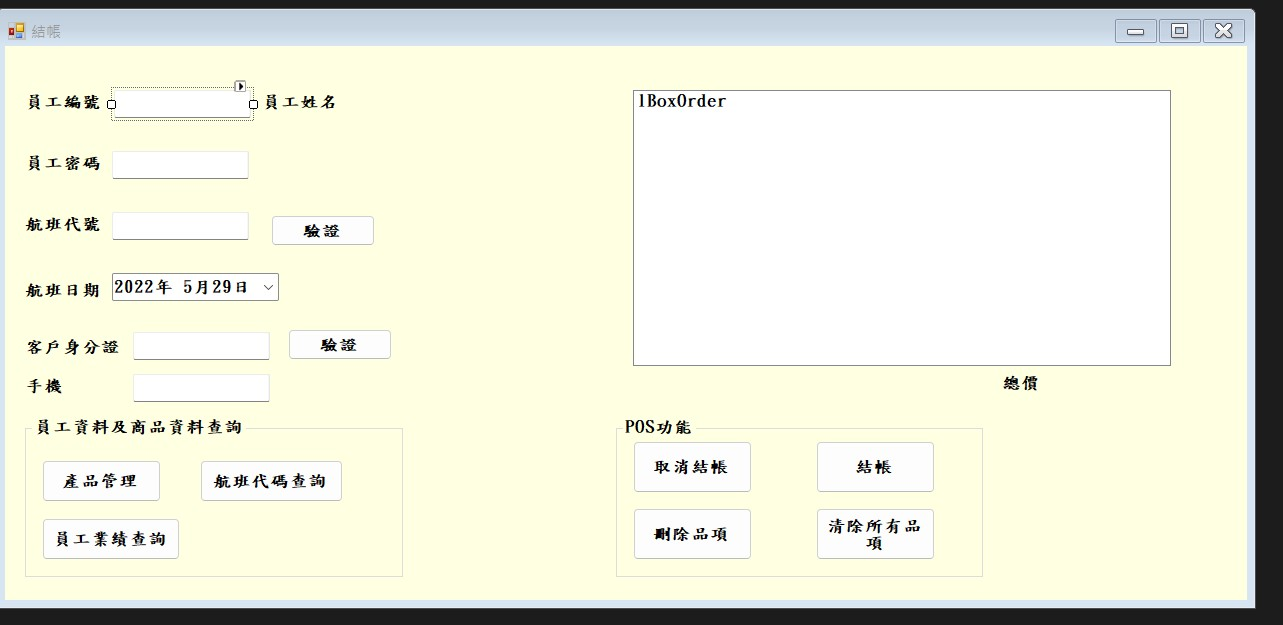 結帳
員工編號
員工姓名
員工密碼
航班代號
驗證
航班日期
2022年 5月29日
客戶身分證
驗證
手機
lBoxOrder
總價
員工資料及商品資料查詢
產品管理
航班代碼查詢
員工業績查詢
POS功能
取消結帳
結帳
刪除品項
清除所有品
項